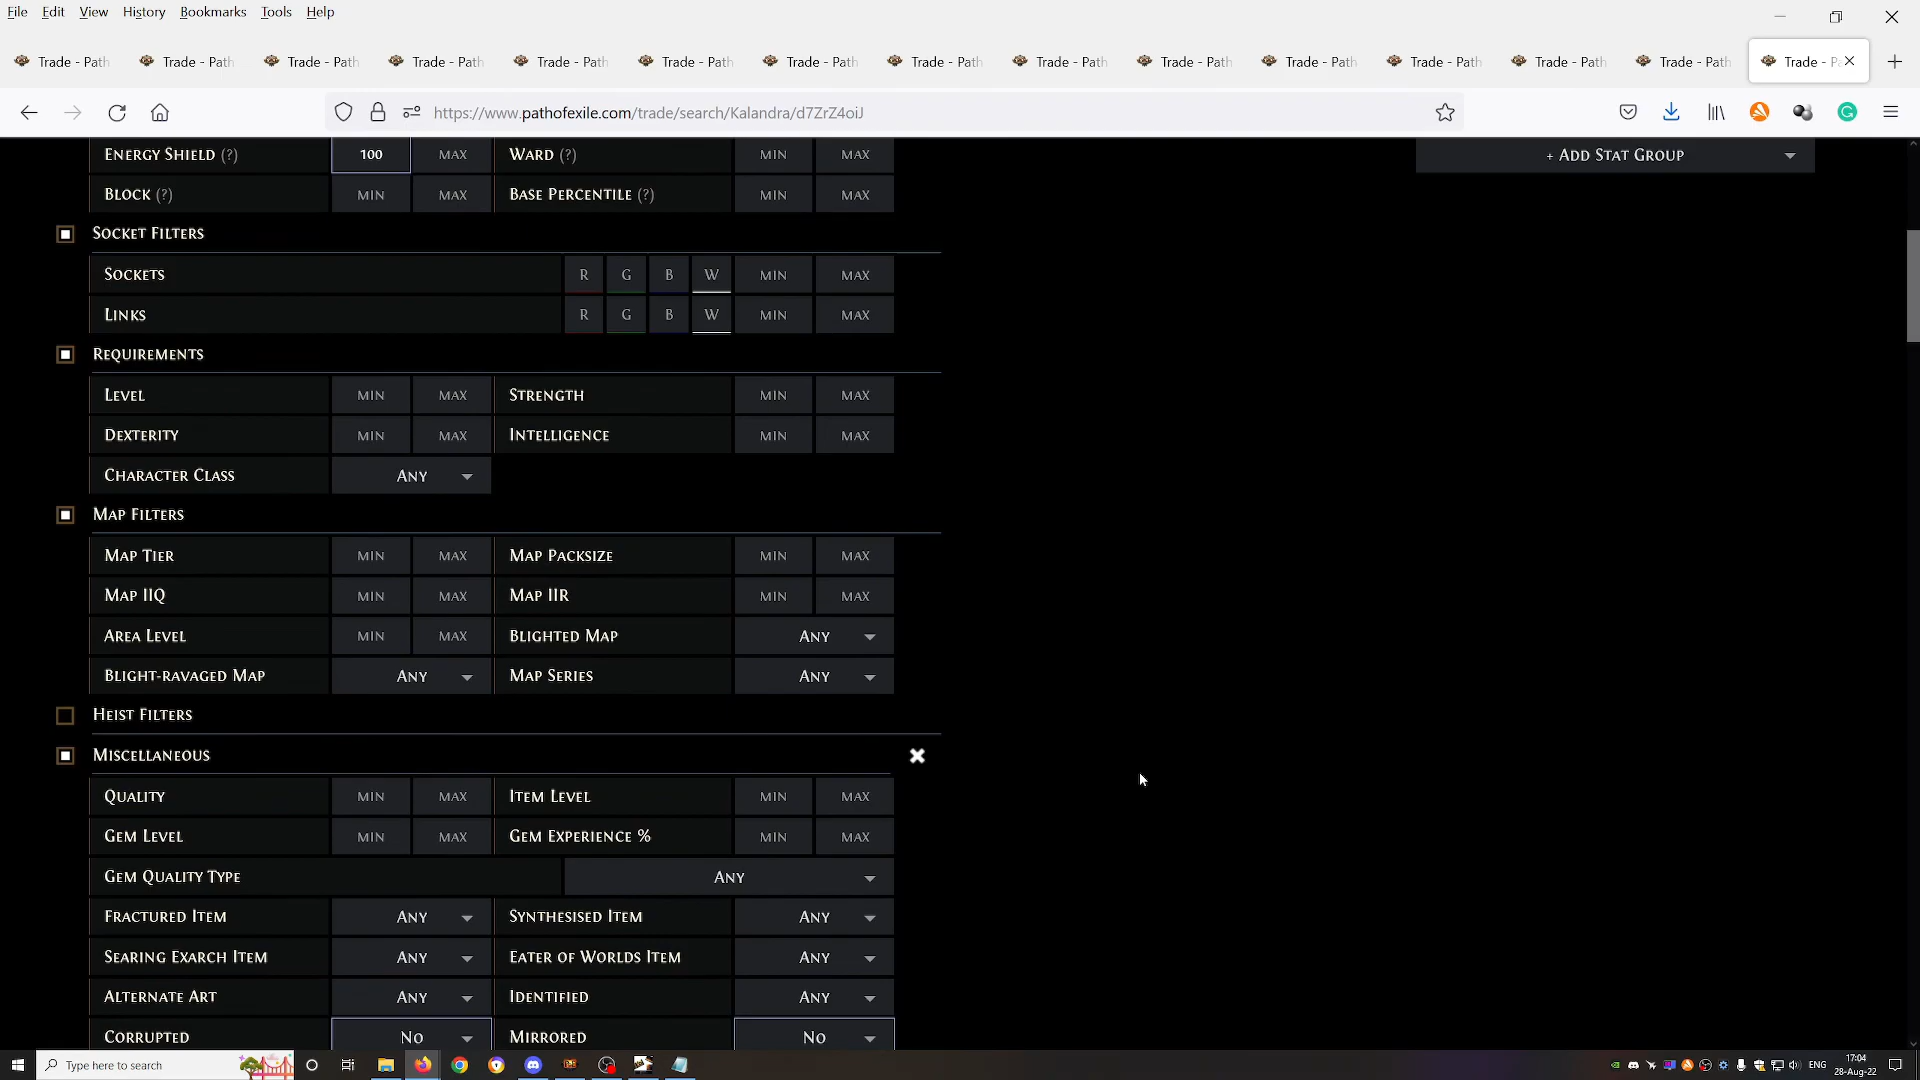 File Edit View History Bookmarks Tools Help
Trade - Path Trade - Path Trade - Path Trade - Path Trade - Path Trade - Path Trade - Path Trade - Path Trade - Path Trade - Path Trade - Path Trade - Path Trade - Path Trade - Path Trade - P
https://www.pathofexile.com/trade/search/Kalandra/d7ZrZ4oiJ
Energy Shield (?) 100 MAX Ward (?) MIN MAX + Add Stat Group
Block (?) MIN MAX Base Percentile (?) MIN MAX
Socket Filters
Sockets R G B W MIN MAX
Links R G B W MIN MAX
Requirements
Level MIN MAX Strength MIN MAX
Dexterity MIN MAX Intelligence MIN MAX
Character Class Any
Map Filters
Map Tier MIN MAX Map Packsize MIN MAX
Map IIQ MIN MAX Map IIR MIN MAX
Area Level MIN MAX Blighted Map Any
Blight-ravaged Map Any Map Series Any
Heist Filters
Miscellaneous
Quality MIN MAX Item Level MIN MAX
Gem Level MIN MAX Gem Experience % MIN MAX
Gem Quality Type Any
Fractured Item Any Synthesised Item Any
Searing Exarch Item Any Eater of Worlds Item Any
Alternate Art Any Identified Any
Corrupted No Mirrored No
Type here to search ENG 17:04
28-Aug-22